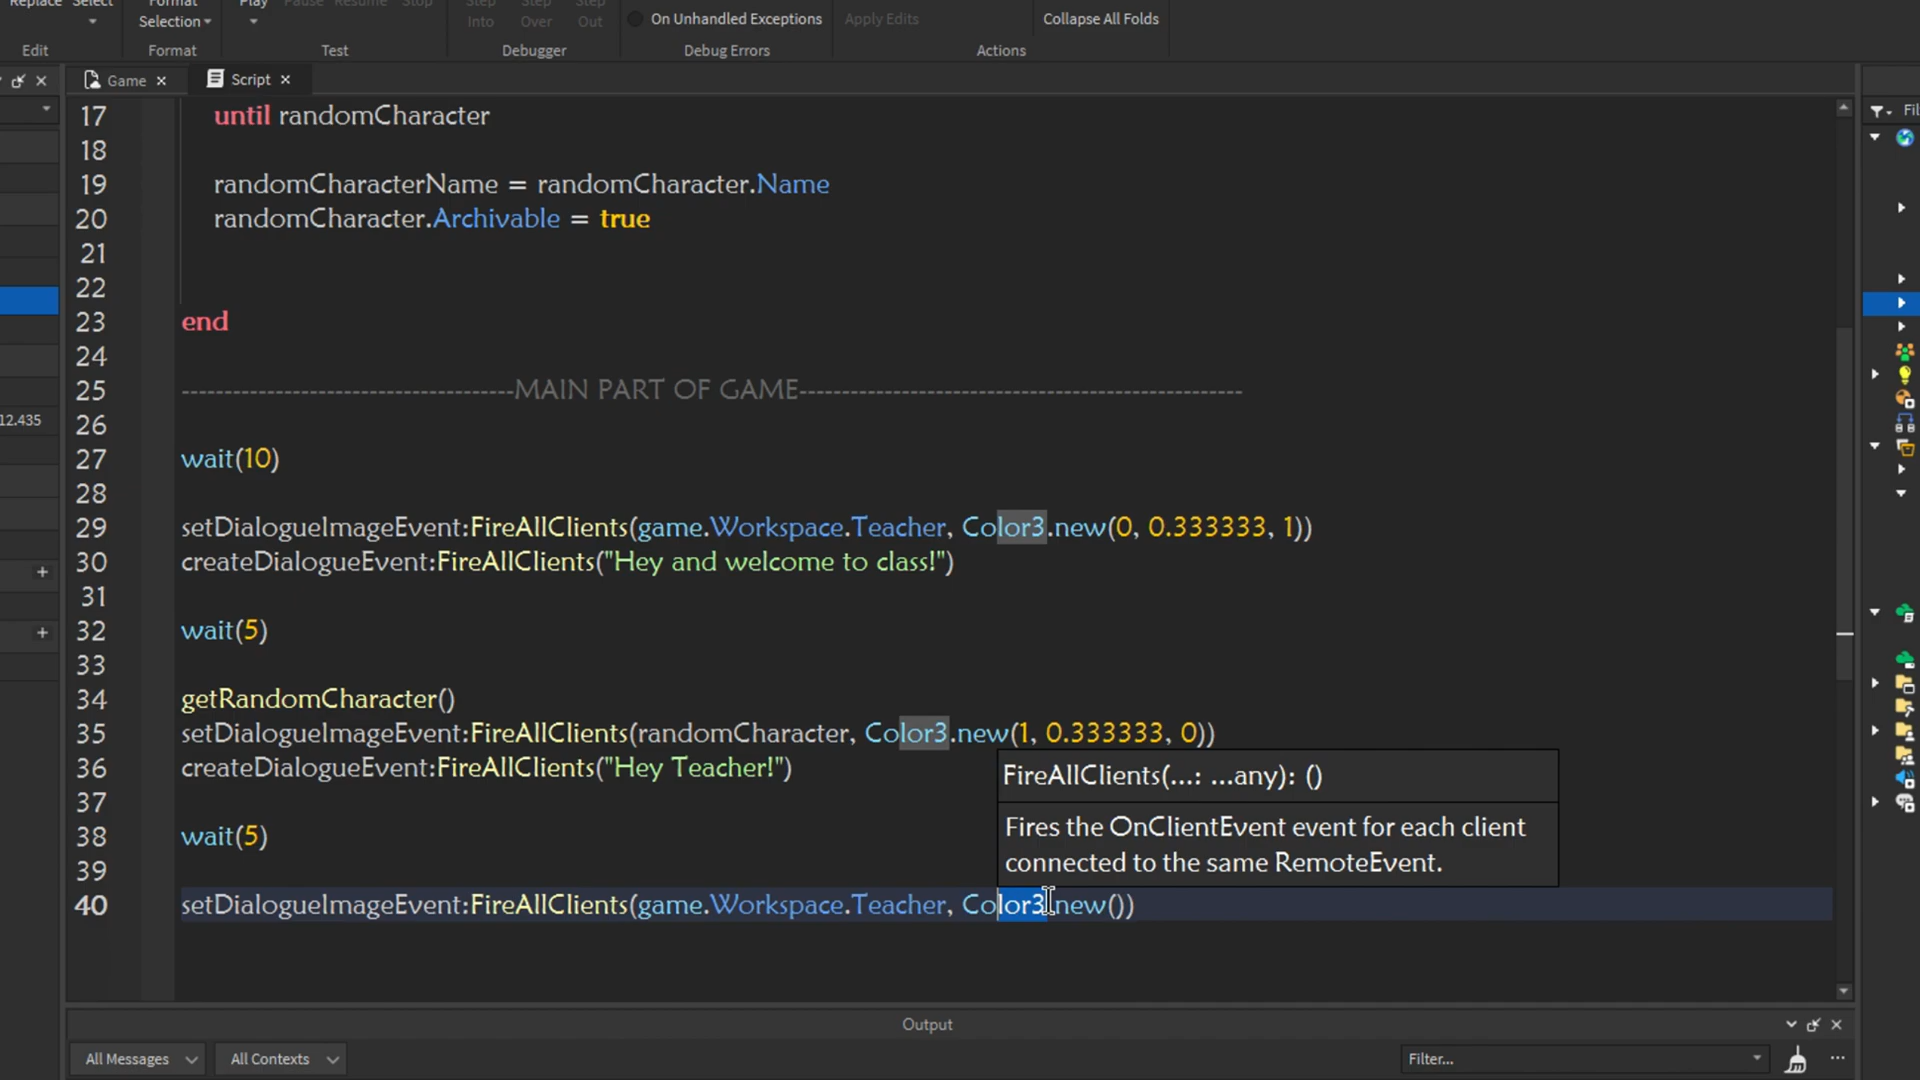 Replace Select
Format
Selection
Play Pause Resume Stop
Step
Into
Step
Over
Step
Out
On Unhandled Exceptions
Apply Edits
Collapse All Folds
Edit
Format
Test
Debugger
Debug Errors
Actions
Game
Script
12.435
17 until randomCharacter
18
19 randomCharacterName = randomCharacter.Name
20 randomCharacter.Archivable = true
21
22
23 end
24
25 ---------------------------------------MAIN PART OF GAME----------------------------------------------------
26
27 wait(10)
28
29 setDialogueImageEvent:FireAllClients(game.Workspace.Teacher, Color3.new(0, 0.333333, 1))
30 createDialogueEvent:FireAllClients("Hey and welcome to class!")
31
32 wait(5)
33
34 getRandomCharacter()
35 setDialogueImageEvent:FireAllClients(randomCharacter, Color3.new(1, 0.333333, 0))
36 createDialogueEvent:FireAllClients("Hey Teacher!")
37
38 wait(5)
39
40 setDialogueImageEvent:FireAllClients(game.Workspace.Teacher, Color3.new())
FireAllClients(...: ...any): ()
Fires the OnClientEvent event for each client
connected to the same RemoteEvent.
Fil
Output
All Messages
All Contexts
Filter...